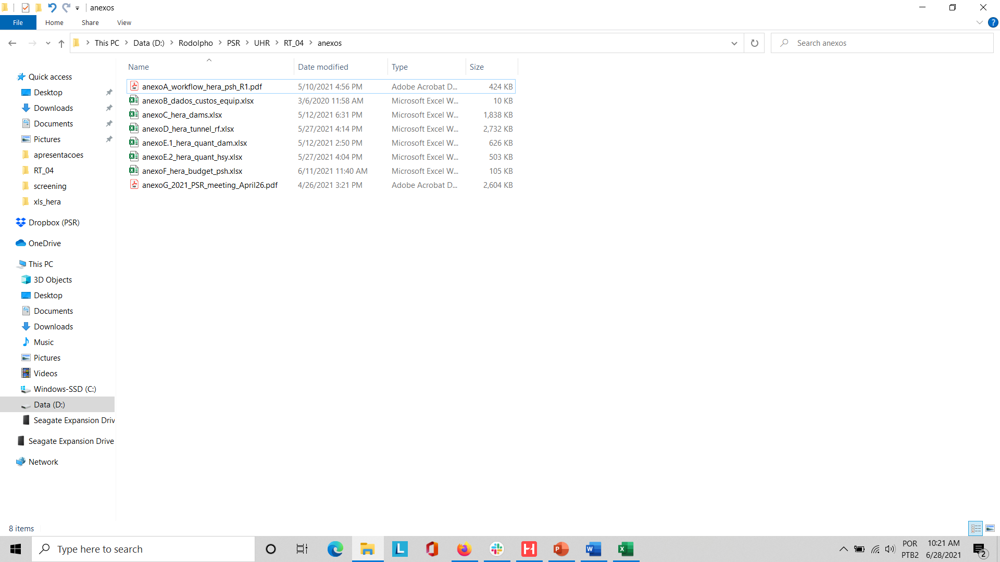 anexos
File Home Share View
This PC Data (D:) Rodolpho PSR UHR RT_04 anexos
Search anexos
Name Date modified Type Size
anexoA_workflow_hera_psh_R1.pdf 5/10/2021 4:56 PM Adobe Acrobat D... 424 KB
anexoB_dados_custos_equip.xlsx 3/6/2020 11:58 AM Microsoft Excel W... 10 KB
anexoC_hera_dams.xlsx 5/12/2021 6:31 PM Microsoft Excel W... 1,838 KB
anexoD_hera_tunnel_rf.xlsx 5/27/2021 4:14 PM Microsoft Excel W... 2,732 KB
anexoE.1_hera_quant_dam.xlsx 5/12/2021 2:50 PM Microsoft Excel W... 626 KB
anexoE.2_hera_quant_hsy.xlsx 5/27/2021 4:04 PM Microsoft Excel W... 503 KB
anexoF_hera_budget_psh.xlsx 6/11/2021 11:40 AM Microsoft Excel W... 105 KB
anexoG_2021_PSR_meeting_April26.pdf 4/26/2021 3:21 PM Adobe Acrobat D... 2,604 KB
Quick access
Desktop
Downloads
Documents
Pictures
apresentacoes
RT_04
screening
xls_hera
Dropbox (PSR)
OneDrive
This PC
3D Objects
Desktop
Documents
Downloads
Music
Pictures
Videos
Windows-SSD (C:)
Data (D:)
Seagate Expansion Driv
Seagate Expansion Drive
Network
8 items
Type here to search
POR
PTB2
10:21 AM
6/28/2021
2